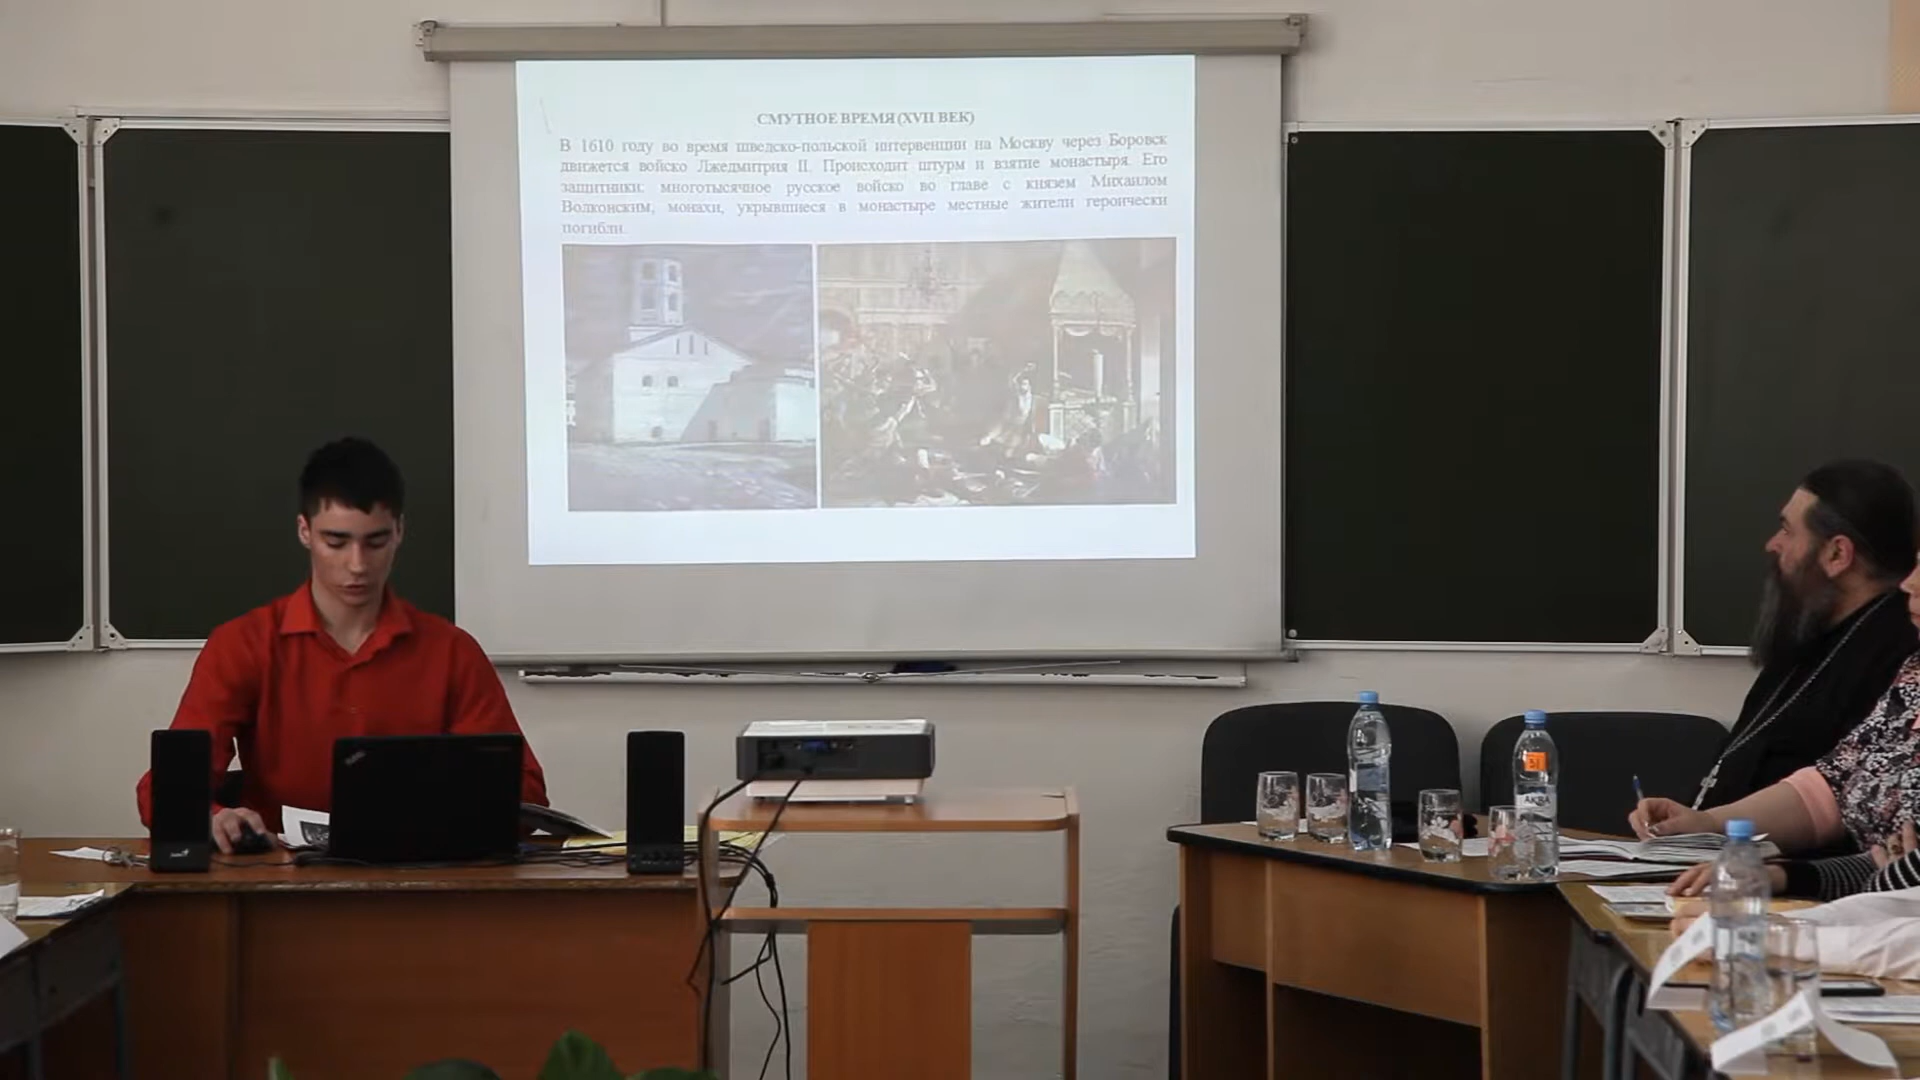 СМУТНОЕ ВРЕМЯ (XVII ВЕК)
В 1610 году во время шведско-польской интервенции на Москву через Боровск
движется войско Лжедмитрия II. Происходит штурм и взятие монастыря. Его
защитники: многотысячное русское войско во главе с князем Михаилом
Волконским, монахи, укрывшиеся в монастыре местные жители героически
погибли.
АКВА